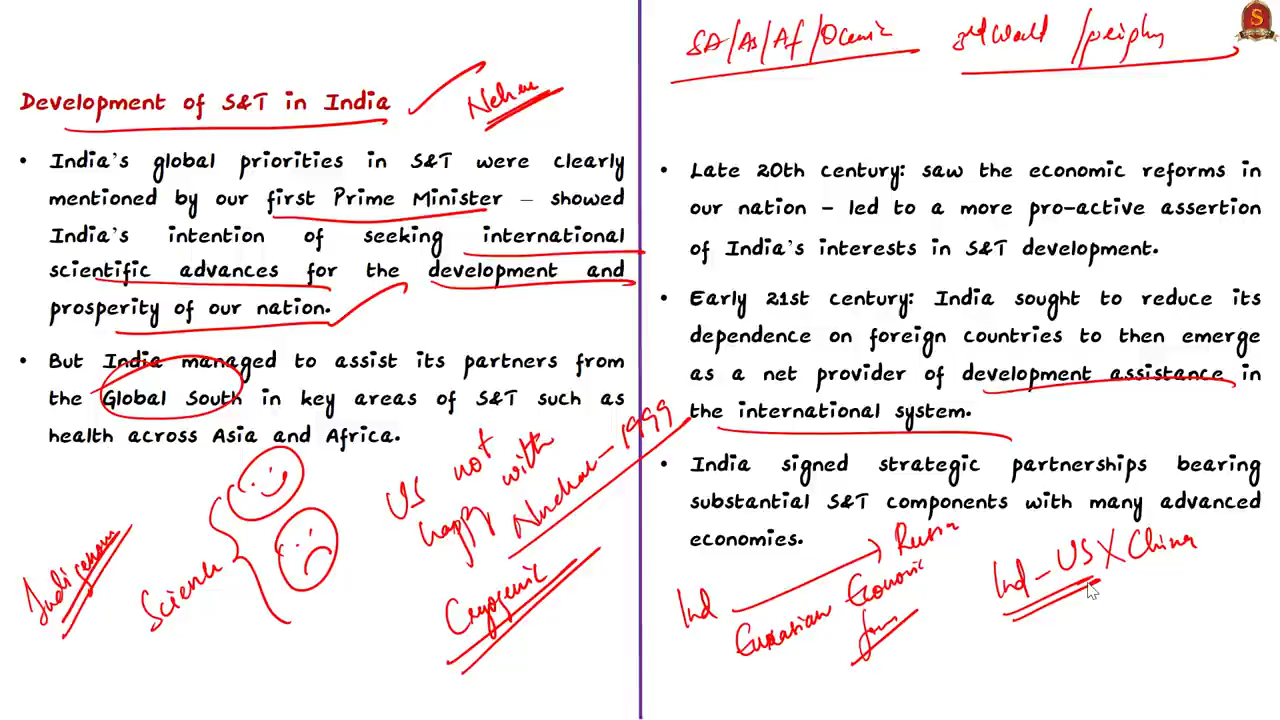 Development of S&T in India
Nehru
• India's global priorities in S&T were clearly
mentioned by our first Prime Minister – showed
India's intention of seeking international
scientific advances for the development and
prosperity of our nation.
• But India managed to assist its partners from
the Global South in key areas of S&T such as
health across Asia and Africa.
Indigenous
Science
US not
happy with
Nuclear - 1999
Cryogenic
SA/As/Af/Oceanic 3rd World /periphery
• Late 20th century: saw the economic reforms in
our nation – led to a more pro-active assertion
of India's interests in S&T development.
• Early 21st century: India sought to reduce its
dependence on foreign countries to then emerge
as a net provider of development assistance in
the international system.
• India signed strategic partnerships bearing
substantial S&T components with many advanced
economies.
Ind → Russia
Eurasian Economic
Ind - US X China
S